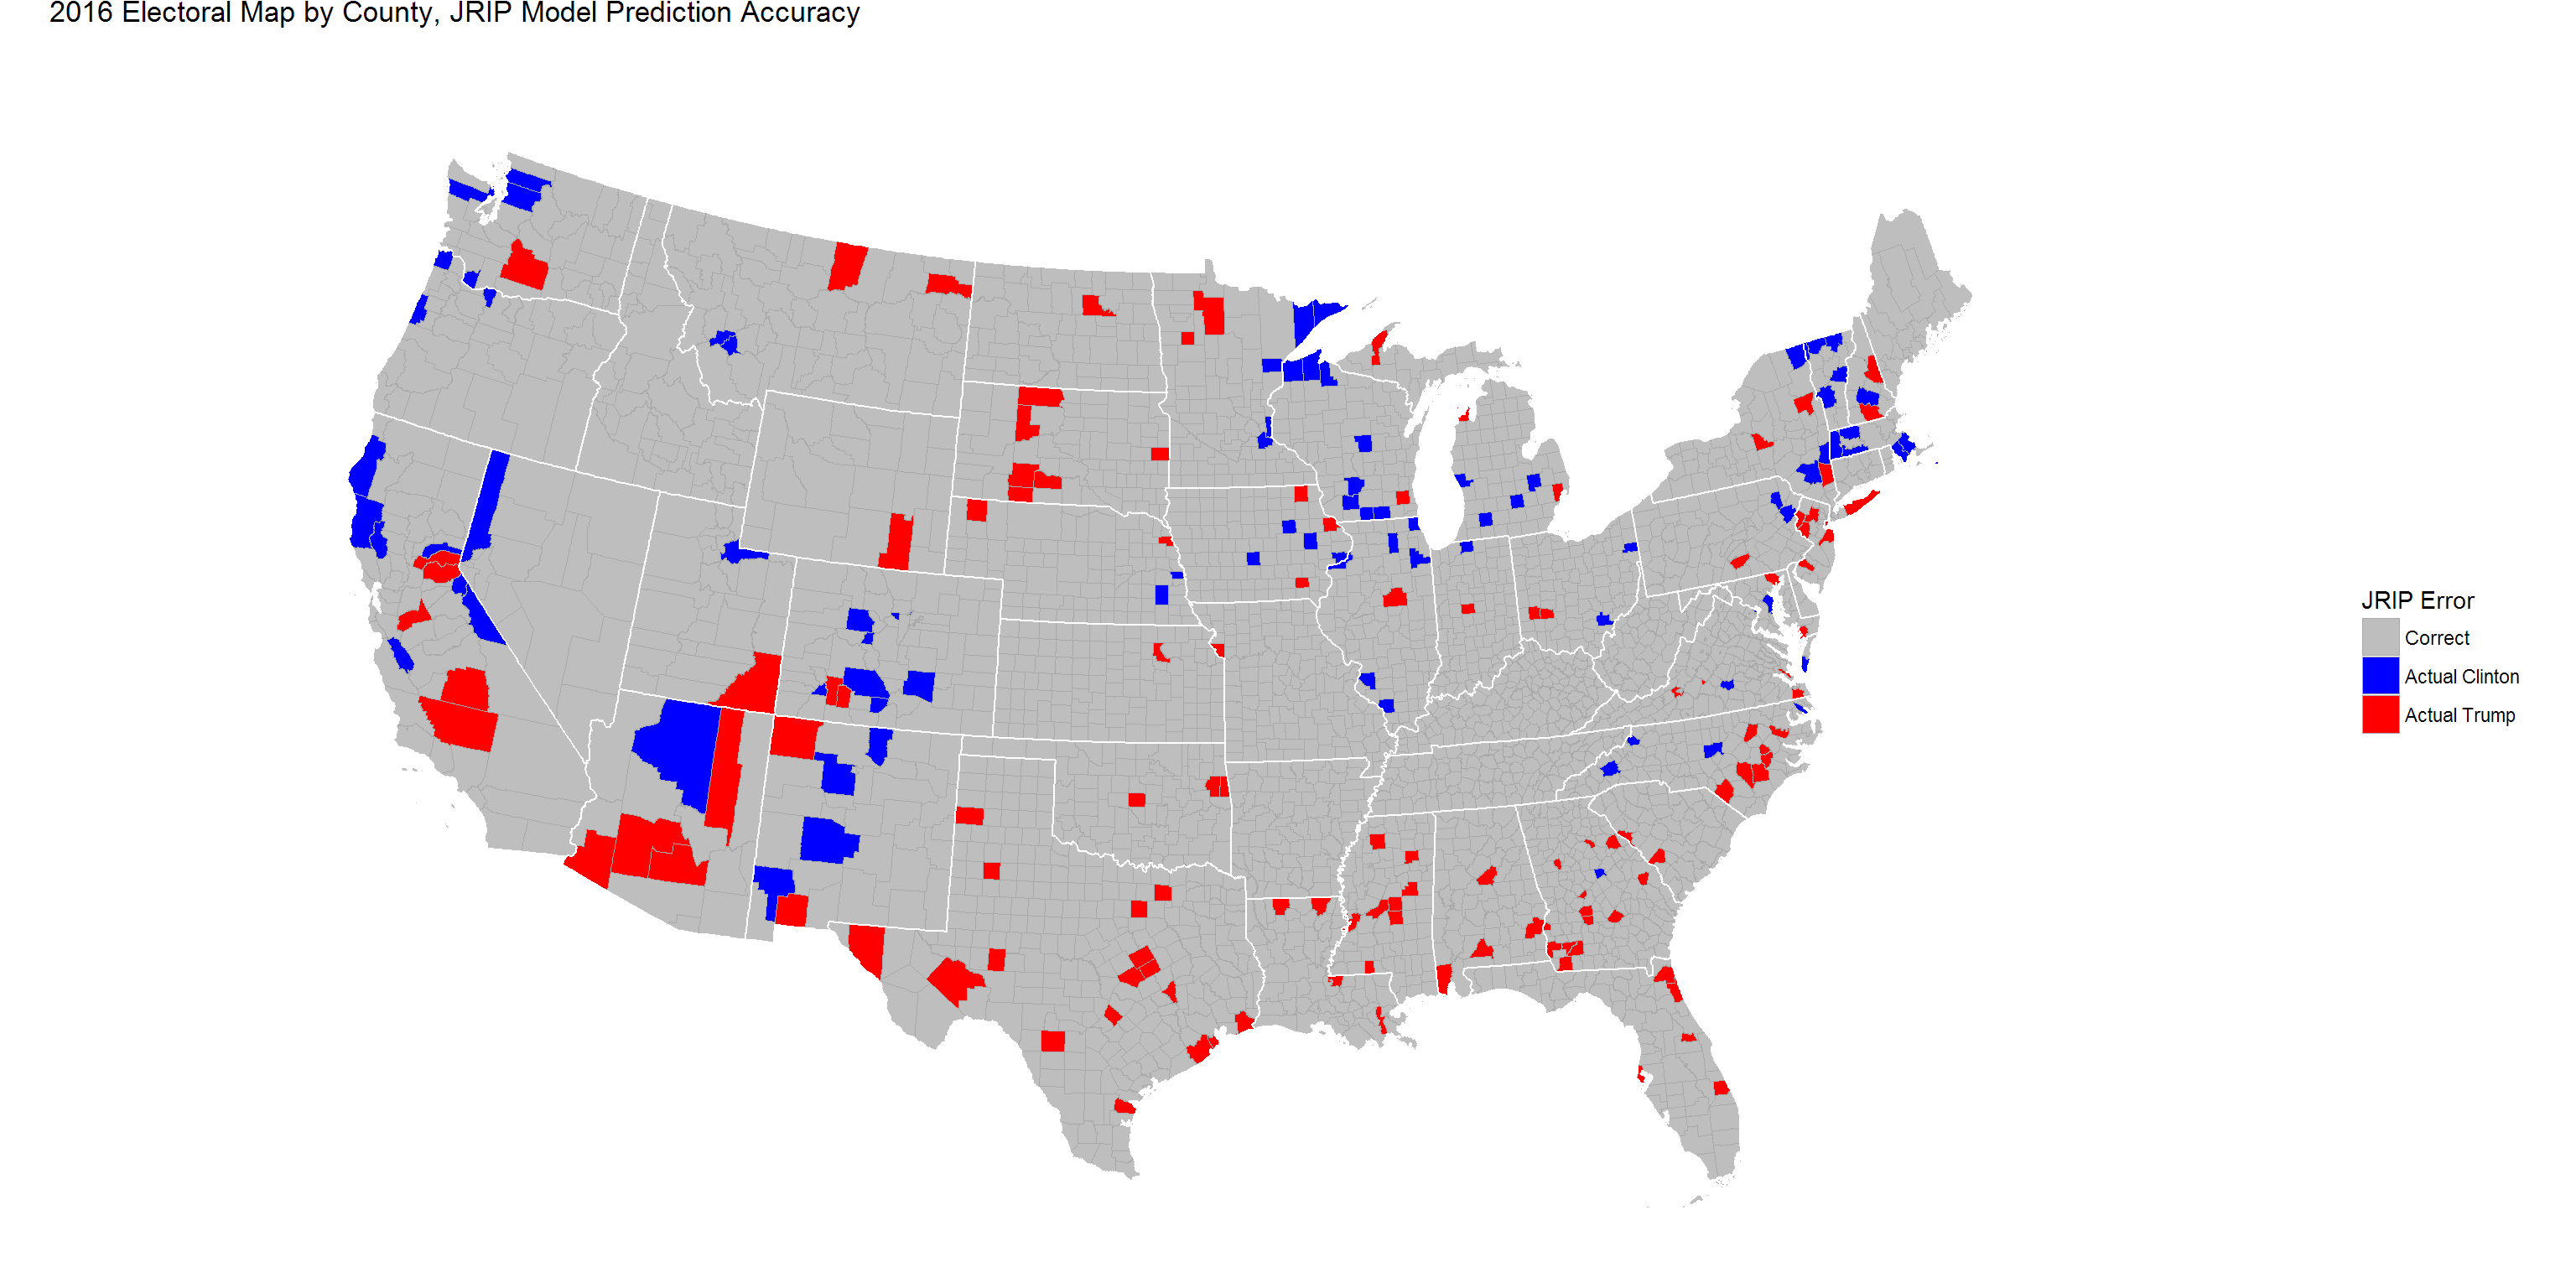 2016 Electoral Map by County, JRIP Model Prediction Accuracy
JRIP Error
Correct
Actual Clinton
Actual Trump